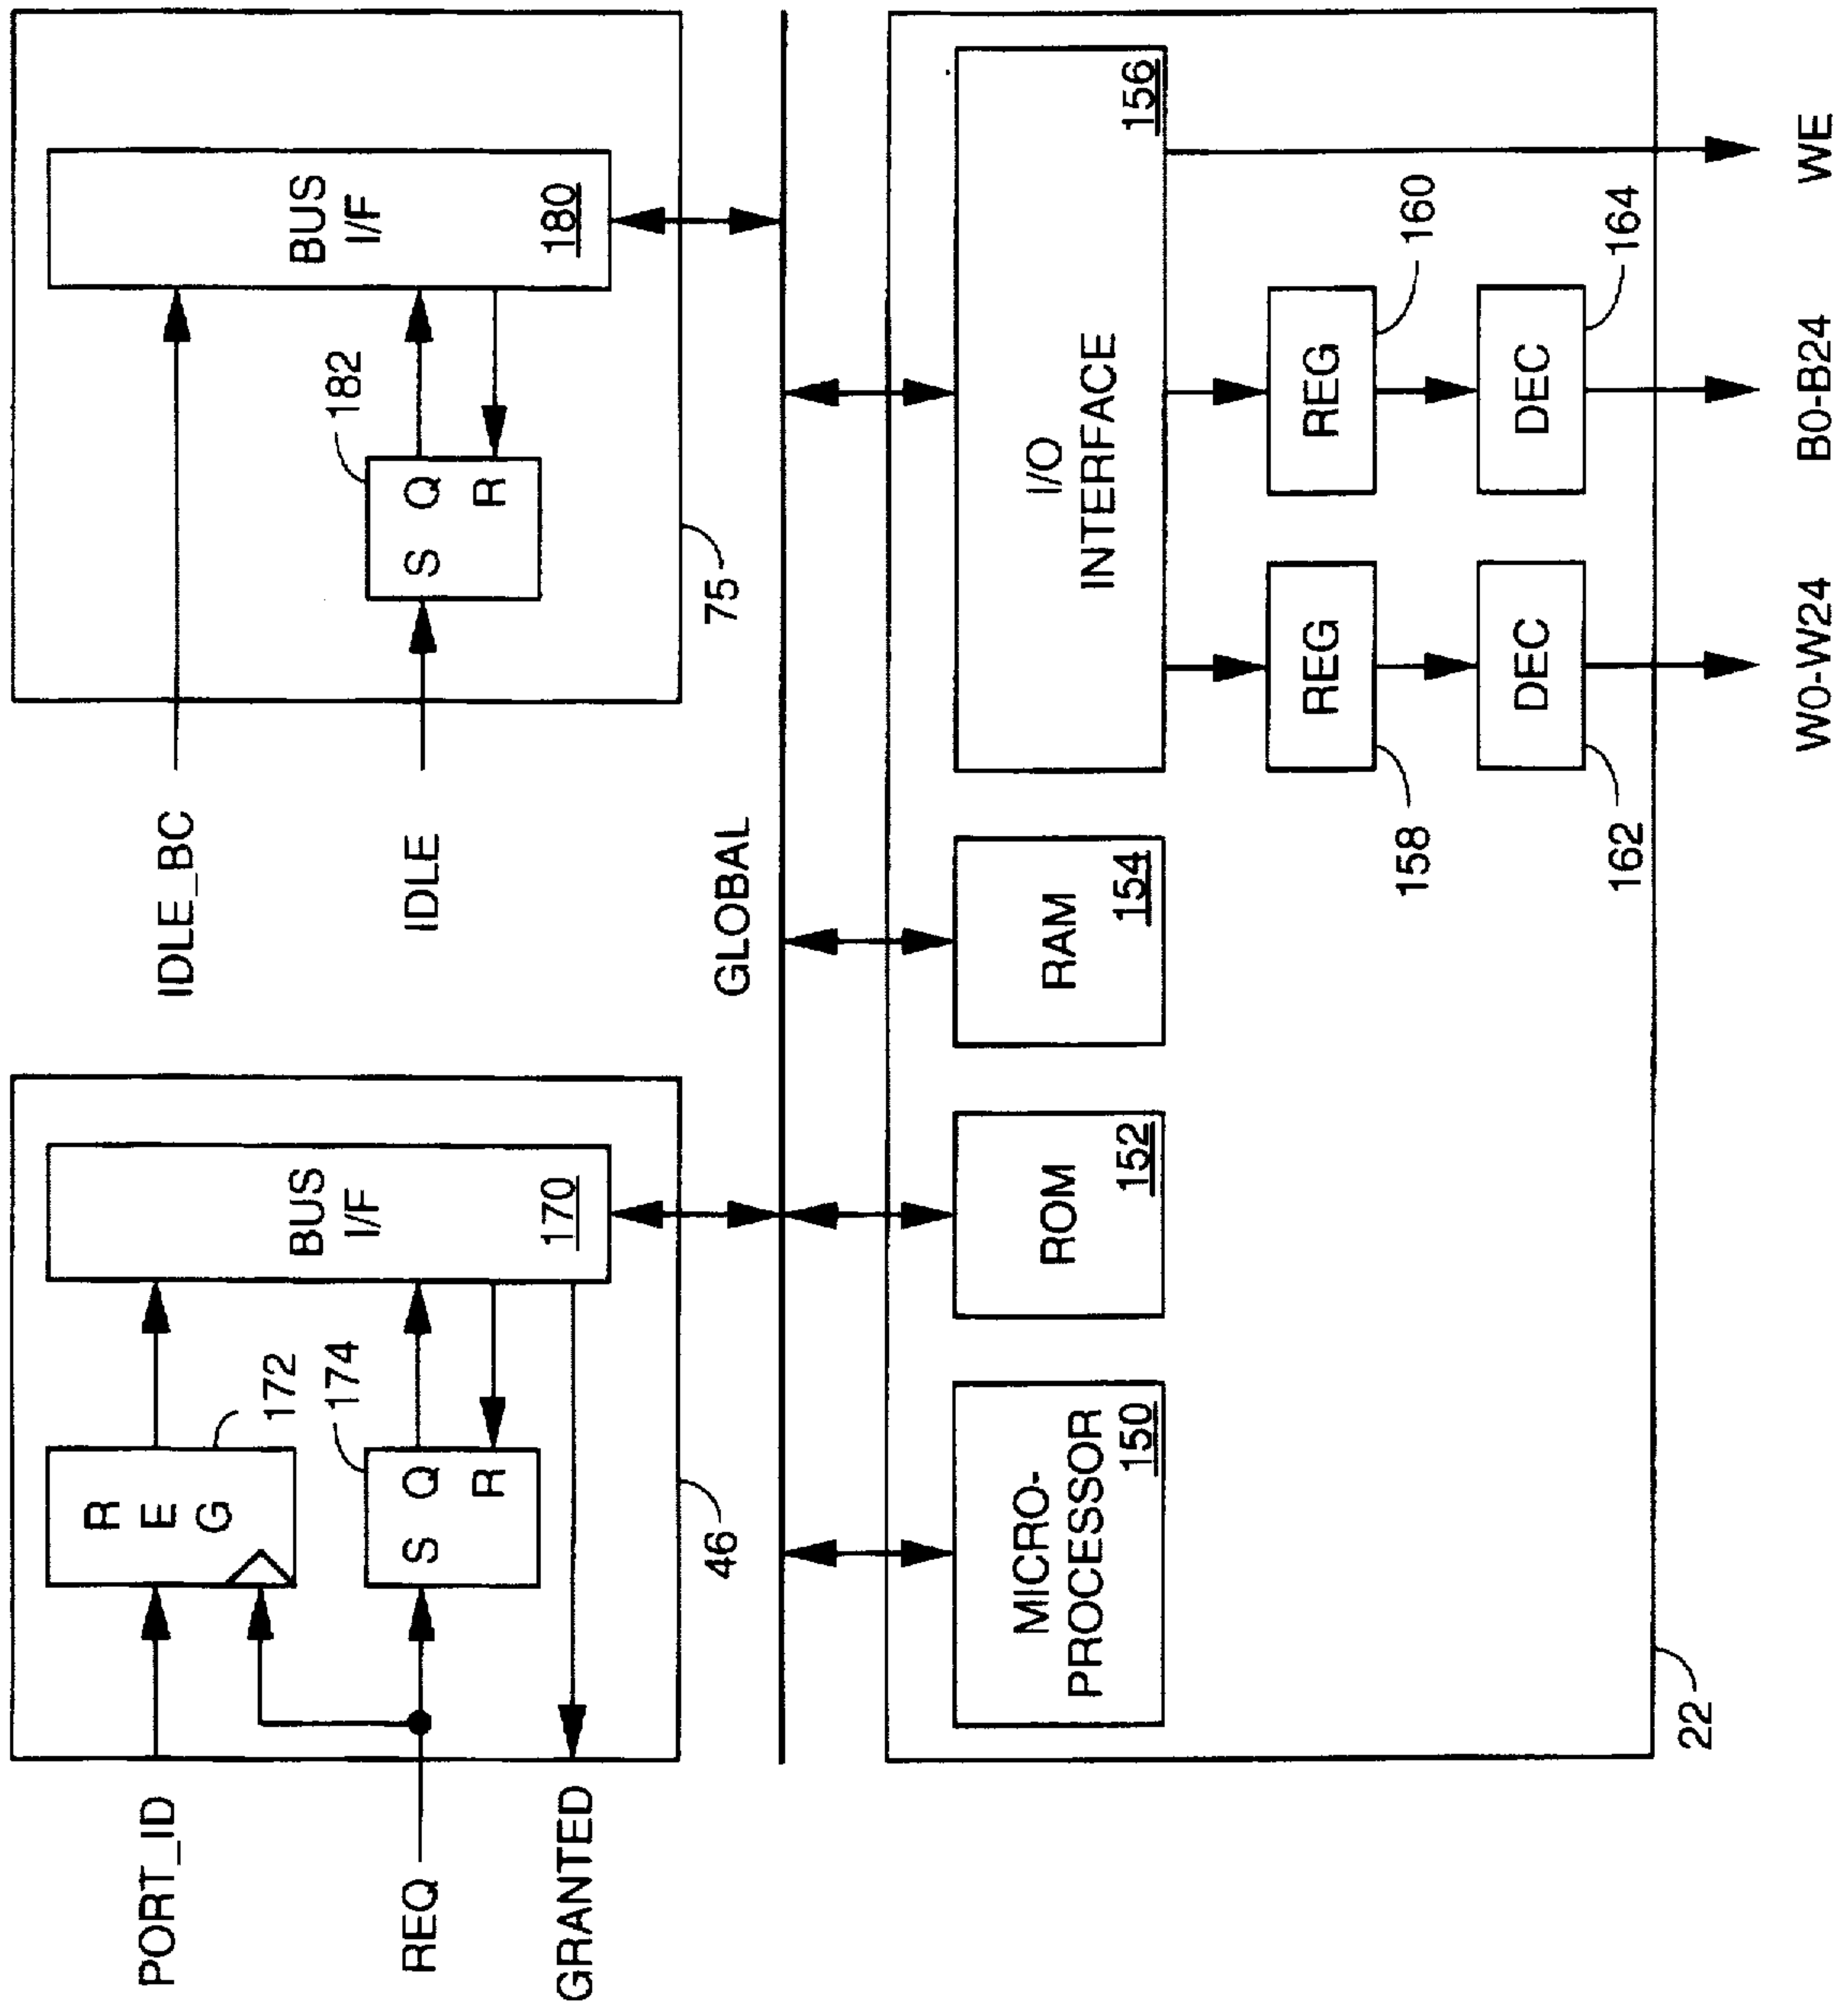 PORT_ID
REQ
GRANTED
R
E
G
172
174
S Q
R
BUS
I/F
170
46
IDLE_BC
IDLE
182
S Q
R
BUS
I/F
180
75
GLOBAL
MICRO-
PROCESSOR
150
ROM
152
RAM
154
I/O
INTERFACE
156
REG
158
REG
160
DEC
162
DEC
164
22
W0-W24
B0-B24
WE